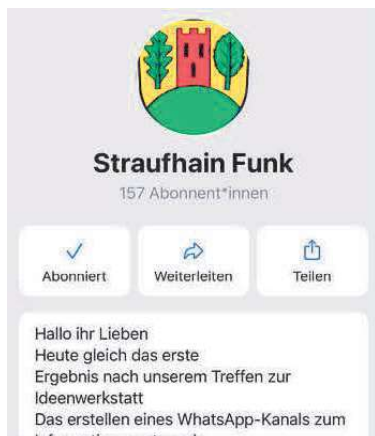 Straufhain Funk
157 Abonnent*innen
Abonniert Weiterleiten Teilen
Hallo ihr Lieben
Heute gleich das erste
Ergebnis nach unserem Treffen zur
Ideenwerkstatt
Das erstellen eines WhatsApp-Kanals zum